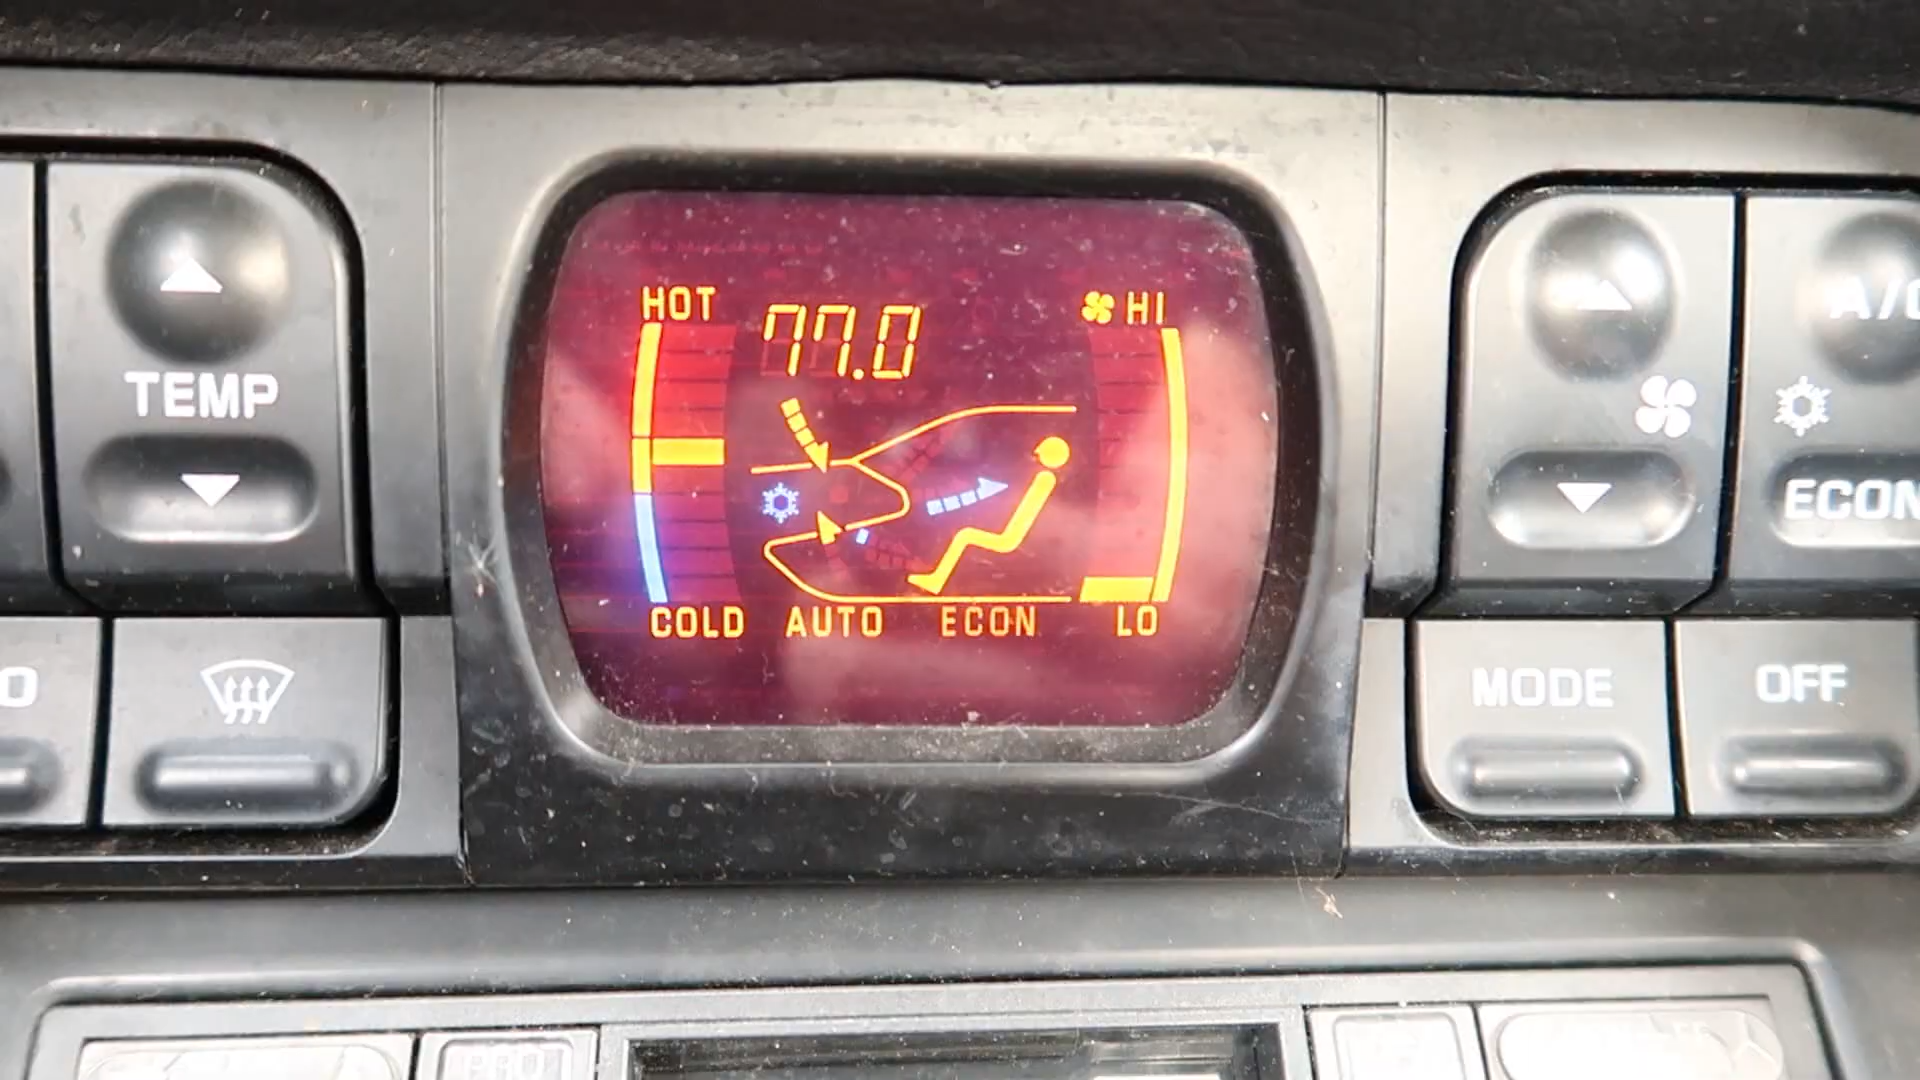 HOT 77.0 HI
TEMP
A/C
ECON
COLD AUTO ECON LO
O
MODE
OFF